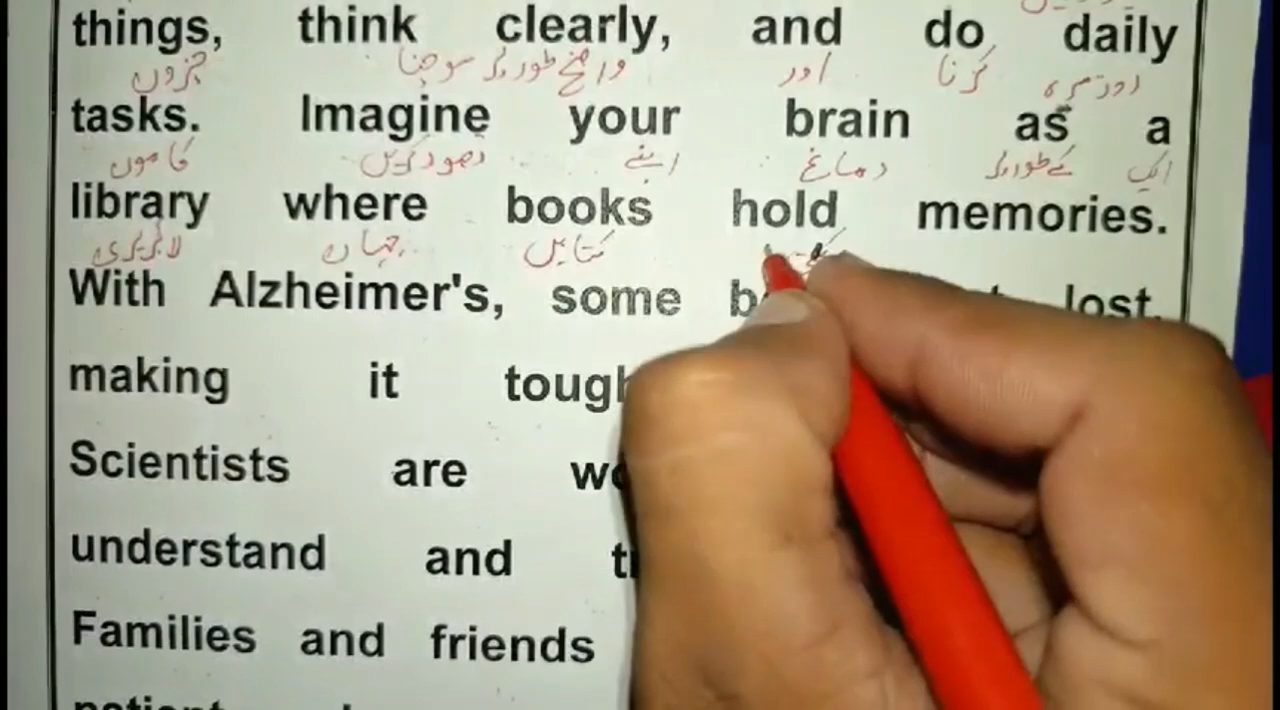 things, think clearly, and do daily
چیزوں واضح طور پر سوچنا اور کرنا روزمرہ
tasks. Imagine your brain as a
کاموں تصور کریں اپنے دماغ کے طور پر ایک
library where books hold memories.
لائبریری جہاں کتابیں
With Alzheimer's, some lost,
making it
Scientists are
understand and
Families and friends